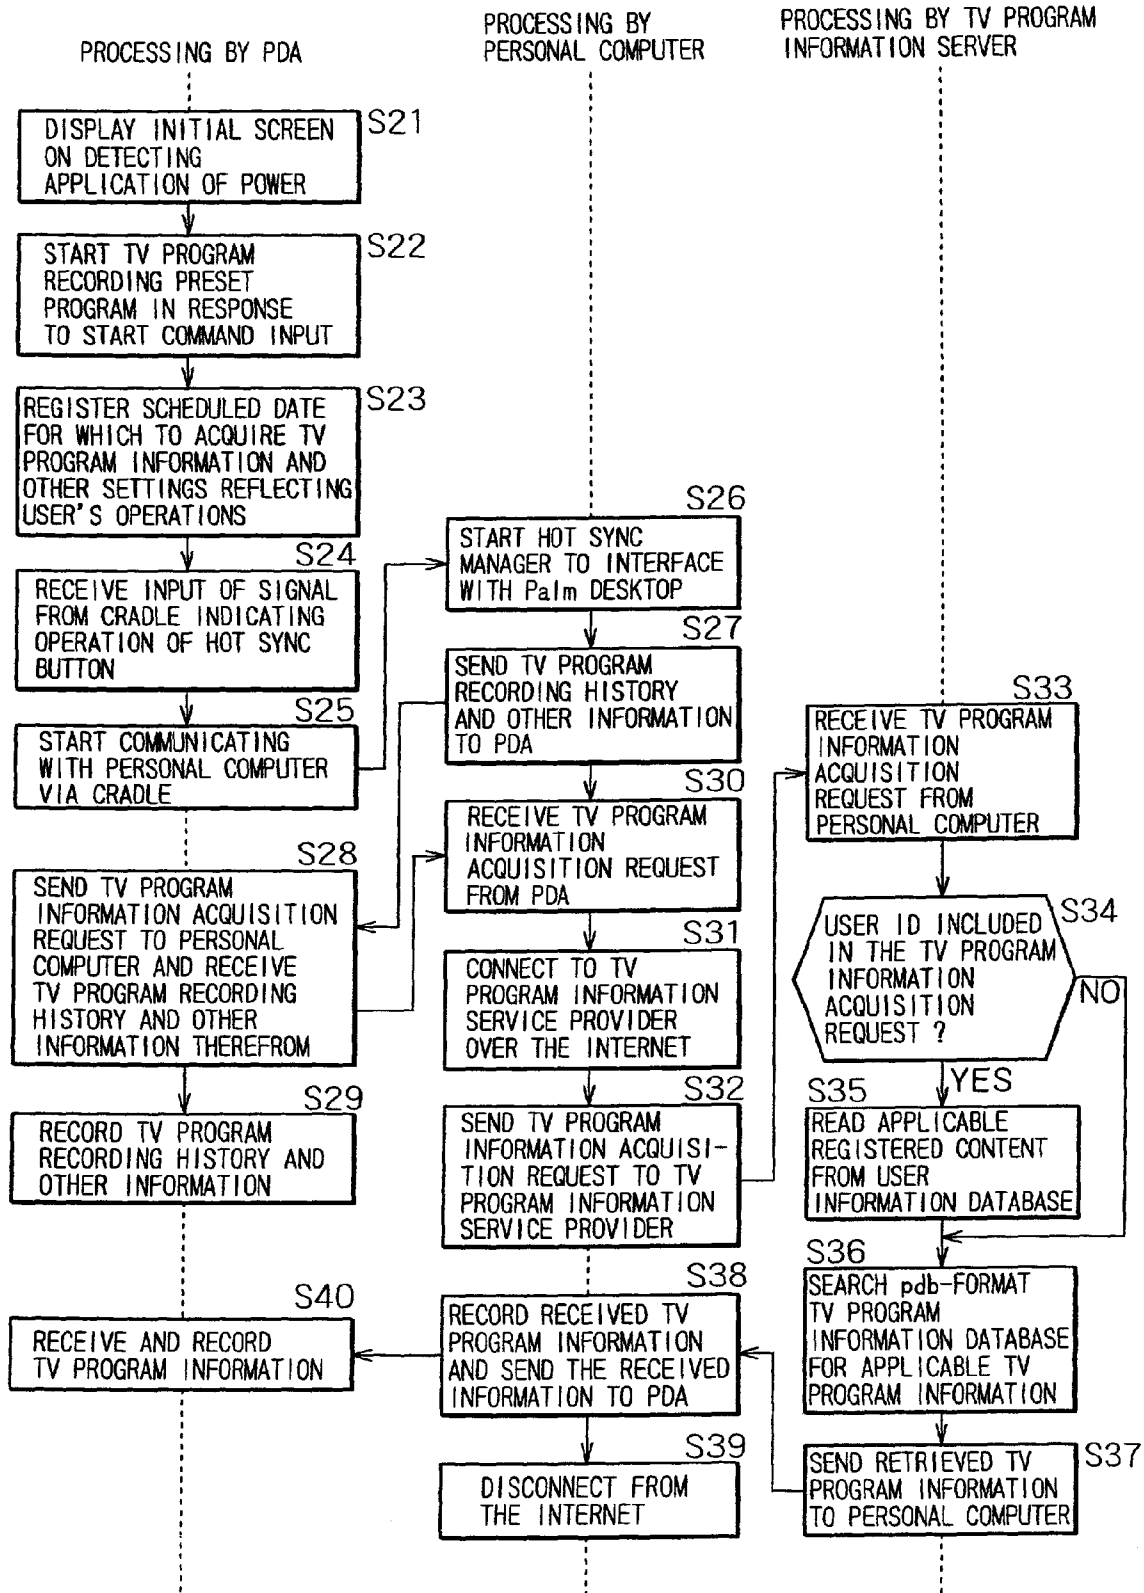 PROCESSING BY PDA
PROCESSING BY
PERSONAL COMPUTER
PROCESSING BY TV PROGRAM
INFORMATION SERVER
S21
DISPLAY INITIAL SCREEN
ON DETECTING
APPLICATION OF POWER
S22
START TV PROGRAM
RECORDING PRESET
PROGRAM IN RESPONSE
TO START COMMAND INPUT
S23
REGISTER SCHEDULED DATE
FOR WHICH TO ACQUIRE TV
PROGRAM INFORMATION AND
OTHER SETTINGS REFLECTING
USER'S OPERATIONS
S24
RECEIVE INPUT OF SIGNAL
FROM CRADLE INDICATING
OPERATION OF HOT SYNC
BUTTON
S25
START COMMUNICATING
WITH PERSONAL COMPUTER
VIA CRADLE
S26
START HOT SYNC
MANAGER TO INTERFACE
WITH Palm DESKTOP
S27
SEND TV PROGRAM
RECORDING HISTORY
AND OTHER INFORMATION
TO PDA
S28
SEND TV PROGRAM
INFORMATION ACQUISITION
REQUEST TO PERSONAL
COMPUTER AND RECEIVE
TV PROGRAM RECORDING
HISTORY AND OTHER
INFORMATION THEREFROM
S29
RECORD TV PROGRAM
RECORDING HISTORY AND
OTHER INFORMATION
S30
RECEIVE TV PROGRAM
INFORMATION
ACQUISITION REQUEST
FROM PDA
S31
CONNECT TO TV
PROGRAM INFORMATION
SERVICE PROVIDER
OVER THE INTERNET
S32
SEND TV PROGRAM
INFORMATION ACQUISI-
TION REQUEST TO TV
PROGRAM INFORMATION
SERVICE PROVIDER
S33
RECEIVE TV PROGRAM
INFORMATION
ACQUISITION
REQUEST FROM
PERSONAL COMPUTER
S34
USER ID INCLUDED
IN THE TV PROGRAM
INFORMATION
ACQUISITION
REQUEST ?
NO
YES
S35
READ APPLICABLE
REGISTERED CONTENT
FROM USER
INFORMATION DATABASE
S36
SEARCH pdb-FORMAT
TV PROGRAM
INFORMATION DATABASE
FOR APPLICABLE TV
PROGRAM INFORMATION
S37
SEND RETRIEVED TV
PROGRAM INFORMATION
TO PERSONAL COMPUTER
S38
RECORD RECEIVED TV
PROGRAM INFORMATION
AND SEND THE RECEIVED
INFORMATION TO PDA
S39
DISCONNECT FROM
THE INTERNET
S40
RECEIVE AND RECORD
TV PROGRAM INFORMATION